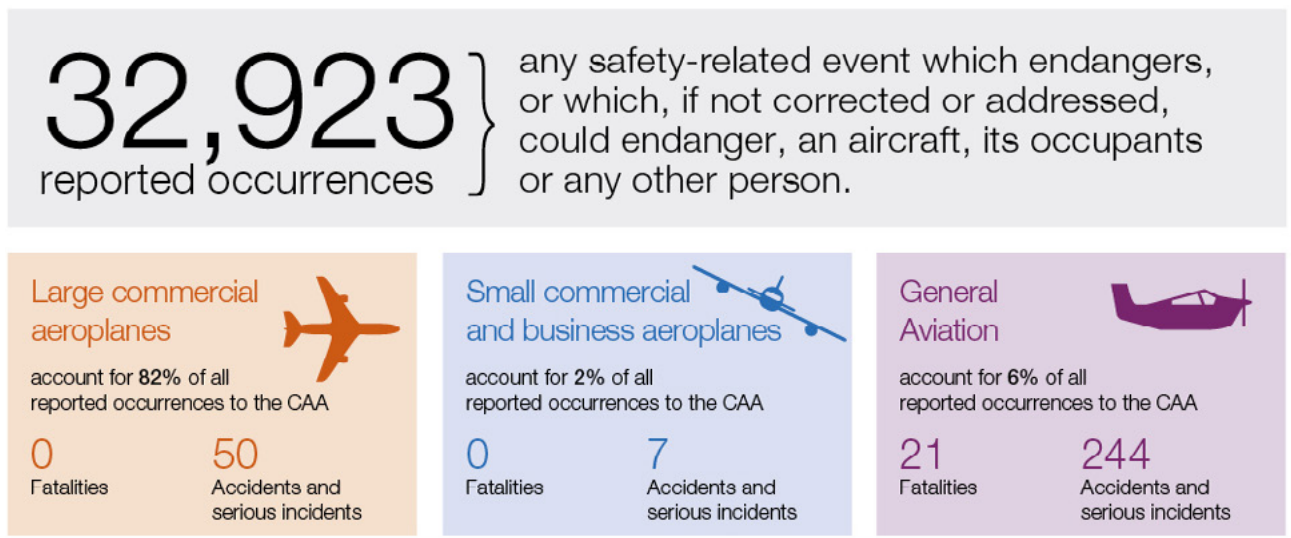 32,923
reported occurrences
any safety-related event which endangers,
or which, if not corrected or addressed,
could endanger, an aircraft, its occupants
or any other person.
Large commercial
aeroplanes
account for 82% of all
reported occurrences to the CAA
0
Fatalities
50
Accidents and
serious incidents
Small commercial
and business aeroplanes
account for 2% of all
reported occurrences to the CAA
0
Fatalities
7
Accidents and
serious incidents
General
Aviation
account for 6% of all
reported occurrences to the CAA
21
Fatalities
244
Accidents and
serious incidents